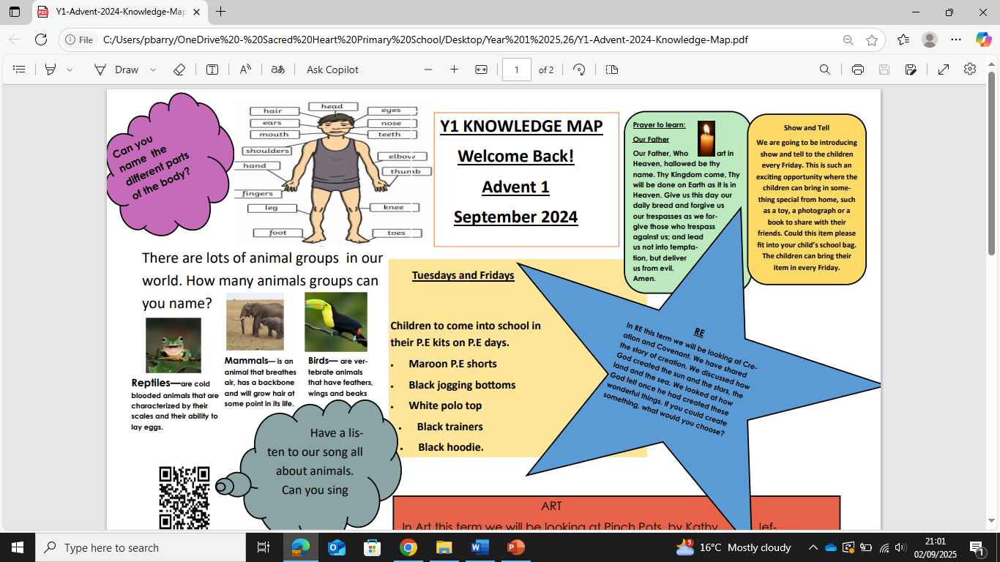 Y1-Advent-2024-Knowledge-Map
File
C:/Users/pbarry/OneDrive%20-%20Sacred%20Heart%20Primary%20School/Desktop/Year%201%2025,26/Y1-Advent-2024-Knowledge-Map.pdf
Draw
Ask Copilot
1
of 2
Can you
name the
different parts
of the body?
head
hair
eyes
ears
nose
mouth
teeth
shoulders
elbow
hand
thumb
fingers
leg
knee
foot
toes
Y1 KNOWLEDGE MAP
Welcome Back!
Advent 1
September 2024
Prayer to learn:
Our Father
Our Father, Who art in
Heaven, hallowed be thy
name. Thy Kingdom come, Thy
will be done on Earth as it is in
Heaven. Give us this day our
daily bread and forgive us
our trespasses as we for-
give those who trespass
against us; and lead
us not into tempta-
tion, but deliver
us from evil.
Amen.
Show and Tell
We are going to be introducing
show and tell to the children
every Friday. This is such an
exciting opportunity where the
children can bring in some-
thing special from home, such
as a toy, a photograph or a
book to share with their
friends. Could this item please
fit into your child's school bag.
The children can bring their
item in every Friday.
There are lots of animal groups in our
world. How many animals groups can
you name?
Reptiles—are cold
blooded animals that are
characterized by their
scales and their ability to
lay eggs.
Mammals— is an
animal that breathes
air, has a backbone
and will grow hair at
some point in its life.
Birds— are ver-
tebrate animals
that have feathers,
wings and beaks
Tuesdays and Fridays
Children to come into school in
their P.E kits on P.E days.
• Maroon P.E shorts
• Black jogging bottoms
• White polo top
• Black trainers
• Black hoodie.
RE
In RE this term we will be looking at Cre-
ation and Covenant. We have shared
the story of creation. We discussed how
God created the sun and the stars, the
land and the sea. We looked at how
God felt once he had created these
wonderful things. If you could create
something, what would you choose?
Have a lis-
ten to our song all
about animals.
Can you sing
ART
In Art this term we will be looking at Pinch Pots by Kathy Jef-
Type here to search
5
16°C Mostly cloudy
21:01
02/09/2025
1